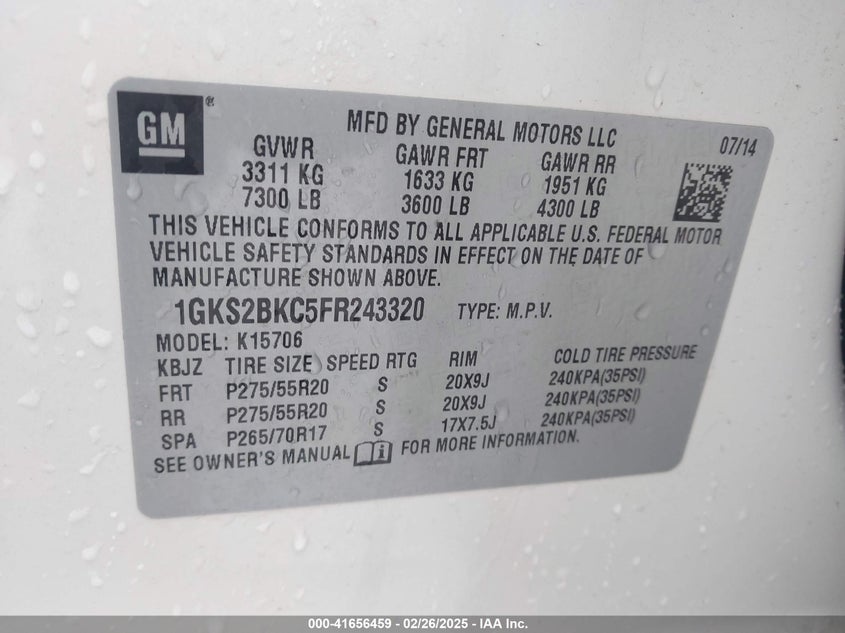 GM ®
MFD BY GENERAL MOTORS LLC 07/14
GVWR GAWR FRT GAWR RR
3311 KG 1633 KG 1951 KG
7300 LB 3600 LB 4300 LB
THIS VEHICLE CONFORMS TO ALL APPLICABLE U.S. FEDERAL MOTOR
VEHICLE SAFETY STANDARDS IN EFFECT ON THE DATE OF
MANUFACTURE SHOWN ABOVE.
1GKS2BKC5FR243320 TYPE: M.P.V.
MODEL: K15706
KBJZ TIRE SIZE SPEED RTG RIM COLD TIRE PRESSURE
FRT P275/55R20 S 20X9J 240KPA(35PSI)
RR P275/55R20 S 20X9J 240KPA(35PSI)
SPA P265/70R17 S 17X7.5J 240KPA(35PSI)
SEE OWNER'S MANUAL i FOR MORE INFORMATION.
000-41656459 - 02/26/2025 - IAA Inc.